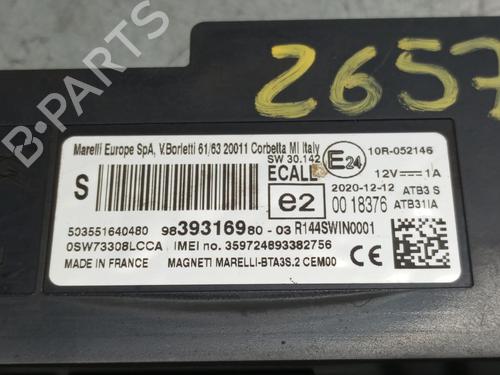 2657
Marelli Europe SpA, V.Borletti 61/63 20011 Corbetta MI Italy
SW 30.142
ECALL
E24
10R-052146
12V⎓1A
S
e2
2020-12-12
ATB3 S
00 18376
ATB31IA
503551640480
9839316980-03
R144SWIN0001
0SW73308LCCA
IMEI no. 359724893382756
MADE IN FRANCE
MAGNETI MARELLI-BTA3S.2 CEM00
B-PARTS